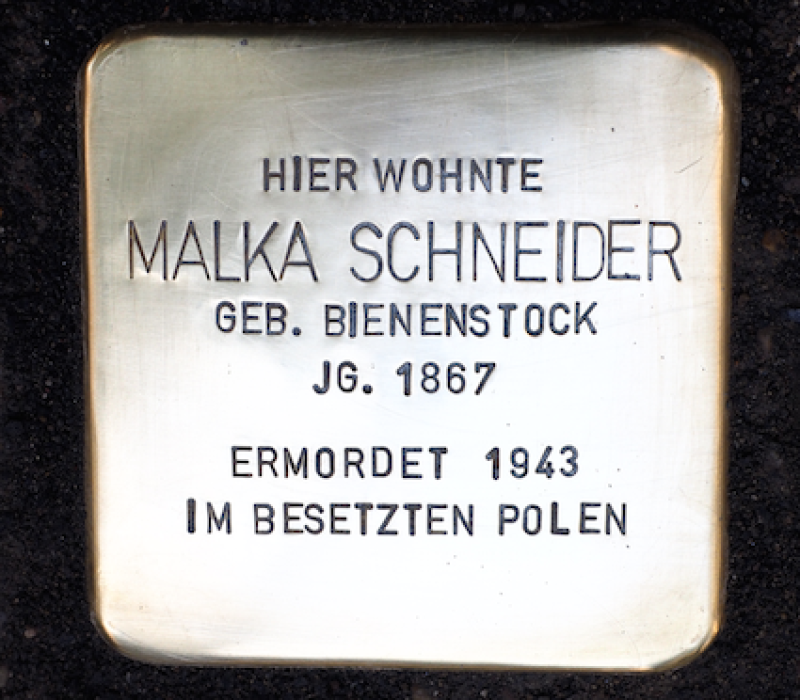 HIER WOHNTE
MALKA SCHNEIDER
GEB. BIENENSTOCK
JG. 1867
ERMORDET 1943
IM BESETZTEN POLEN